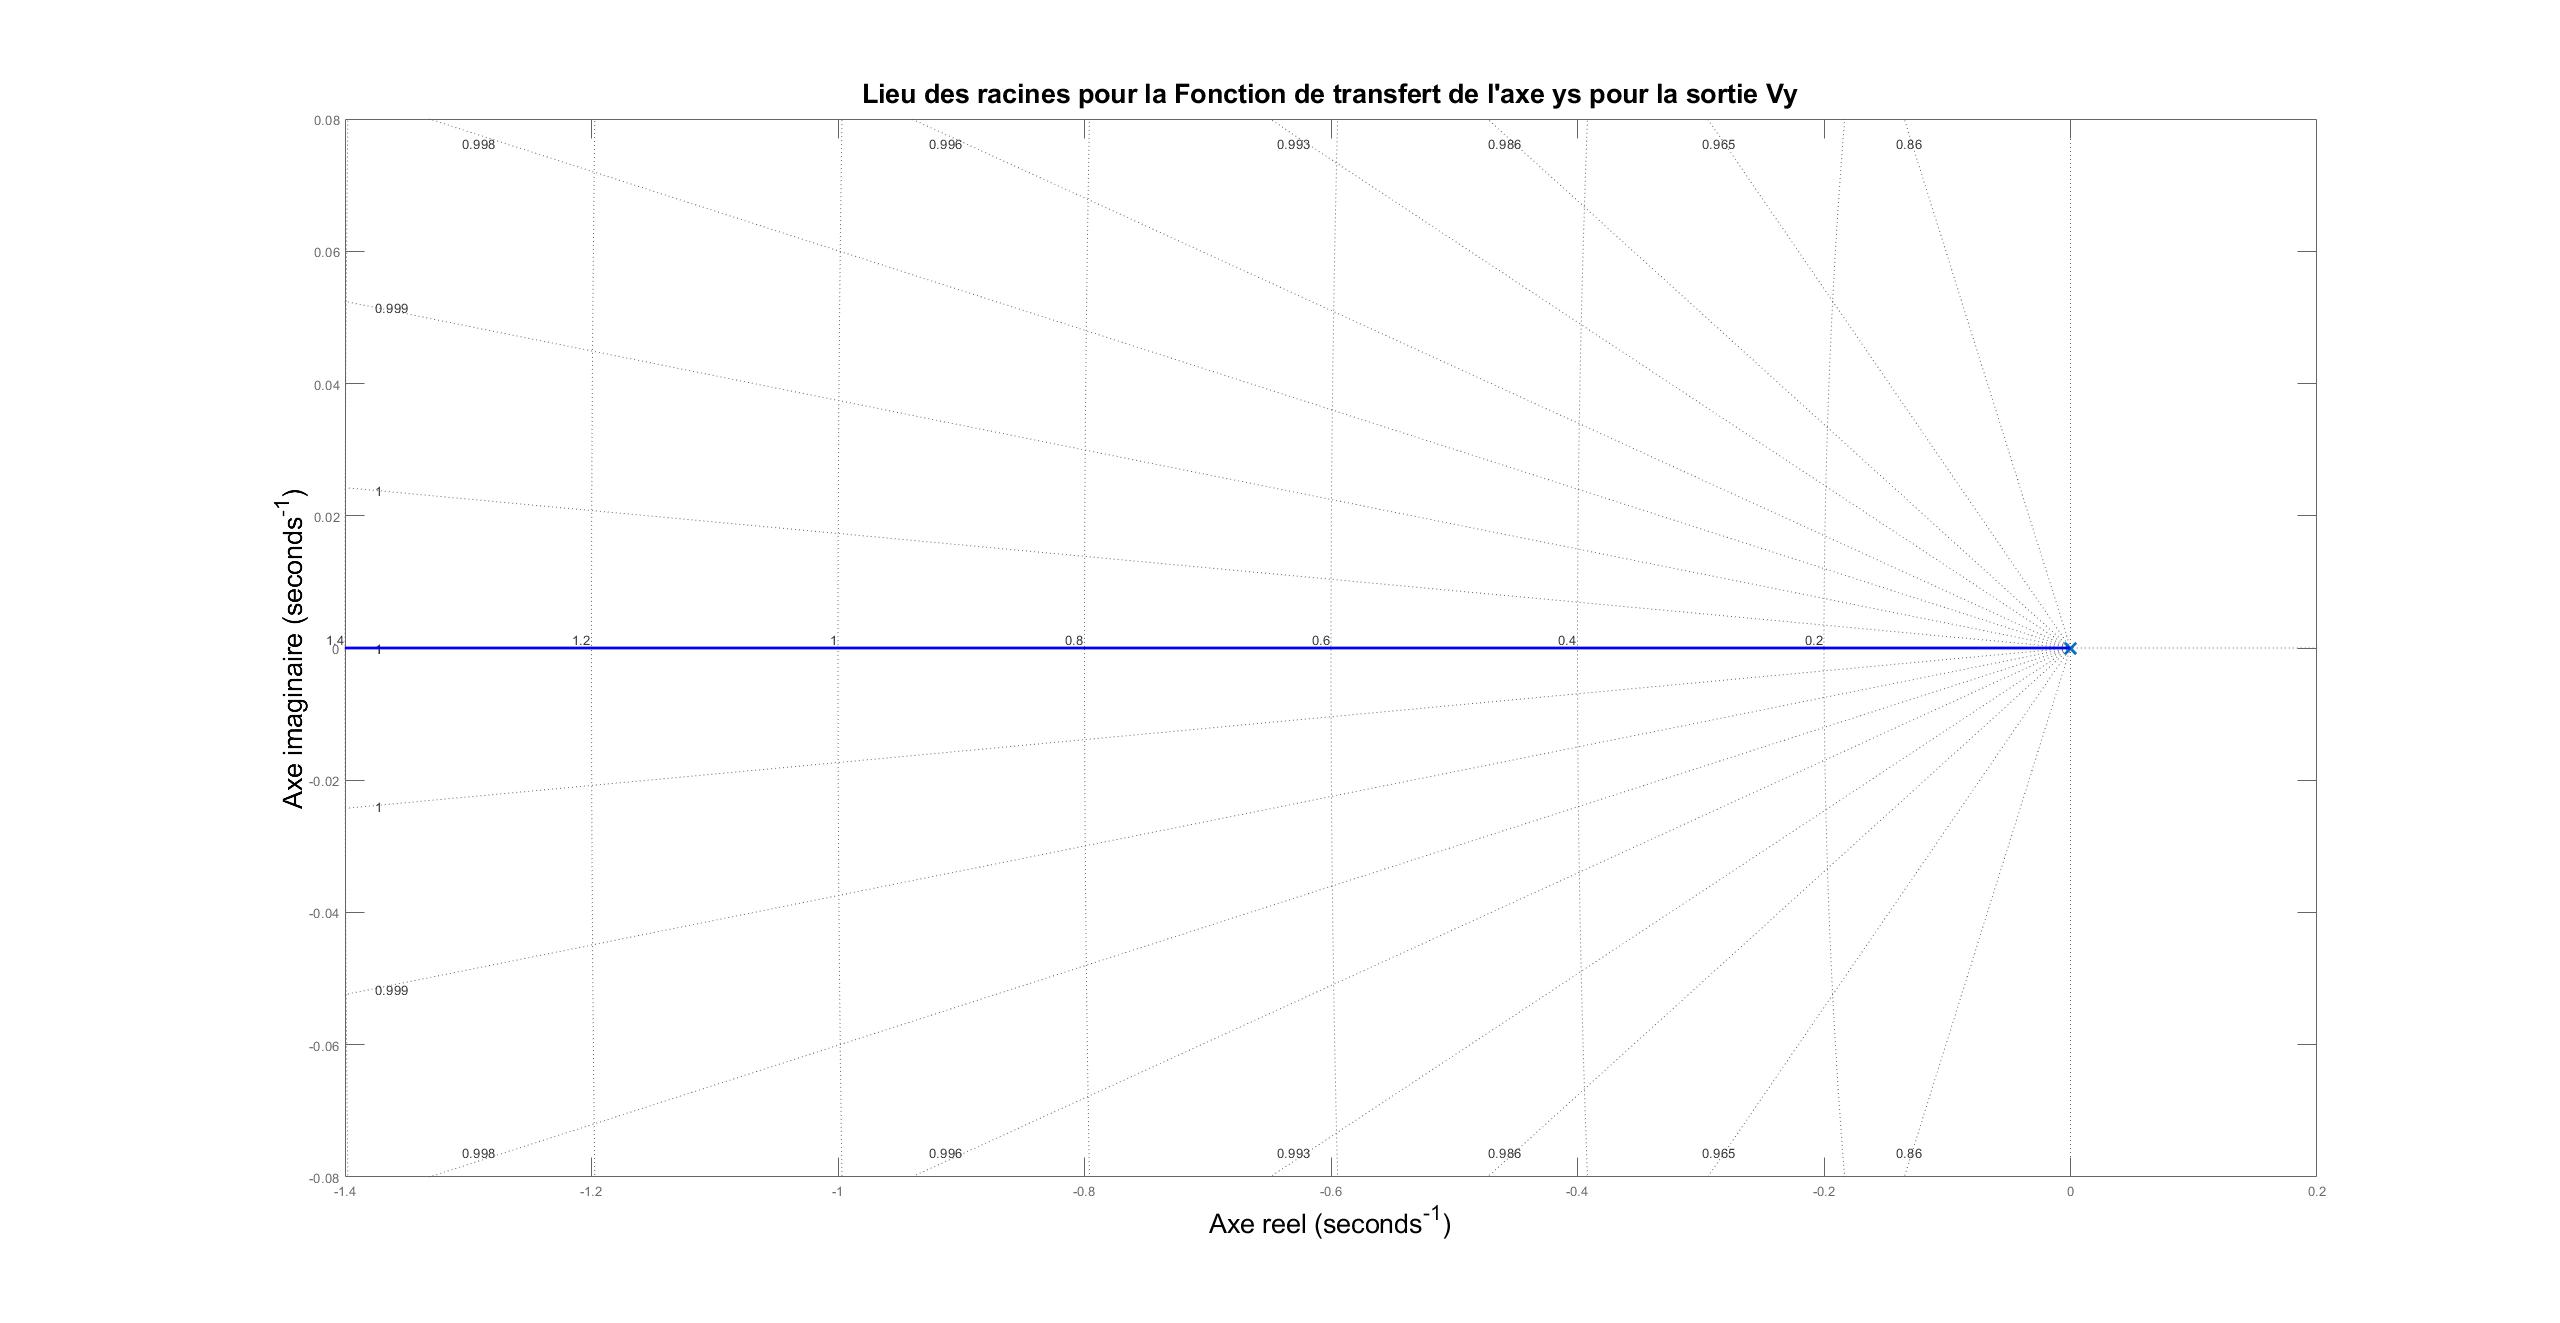 Lieu des racines pour la Fonction de transfert de l'axe ys pour la sortie Vy
0.08
0.998 0.996 0.993 0.986 0.965 0.86
0.06
0.999
0.04
1
0.02
1.4 1.2 1 0.8 0.6 0.4 0.2
0 1
Axe imaginaire (seconds⁻¹)
-0.02
1
-0.04
0.999
-0.06
0.998 0.996 0.993 0.986 0.965 0.86
-0.08
-1.4 -1.2 -1 -0.8 -0.6 -0.4 -0.2 0 0.2
Axe reel (seconds⁻¹)